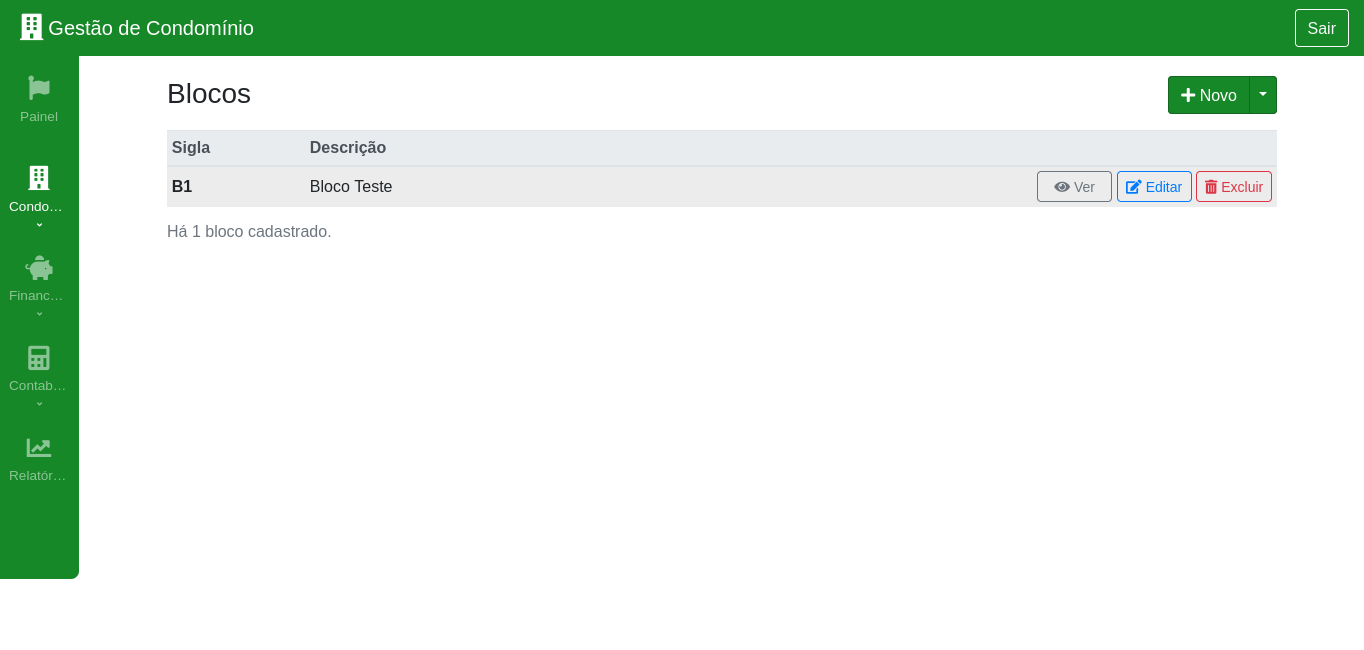 Gestão de Condomínio
Sair
Painel
Condo…
Financ…
Contab…
Relatór…
Blocos
Novo
Sigla Descrição
B1 Bloco Teste Ver Editar Excluir
Há 1 bloco cadastrado.